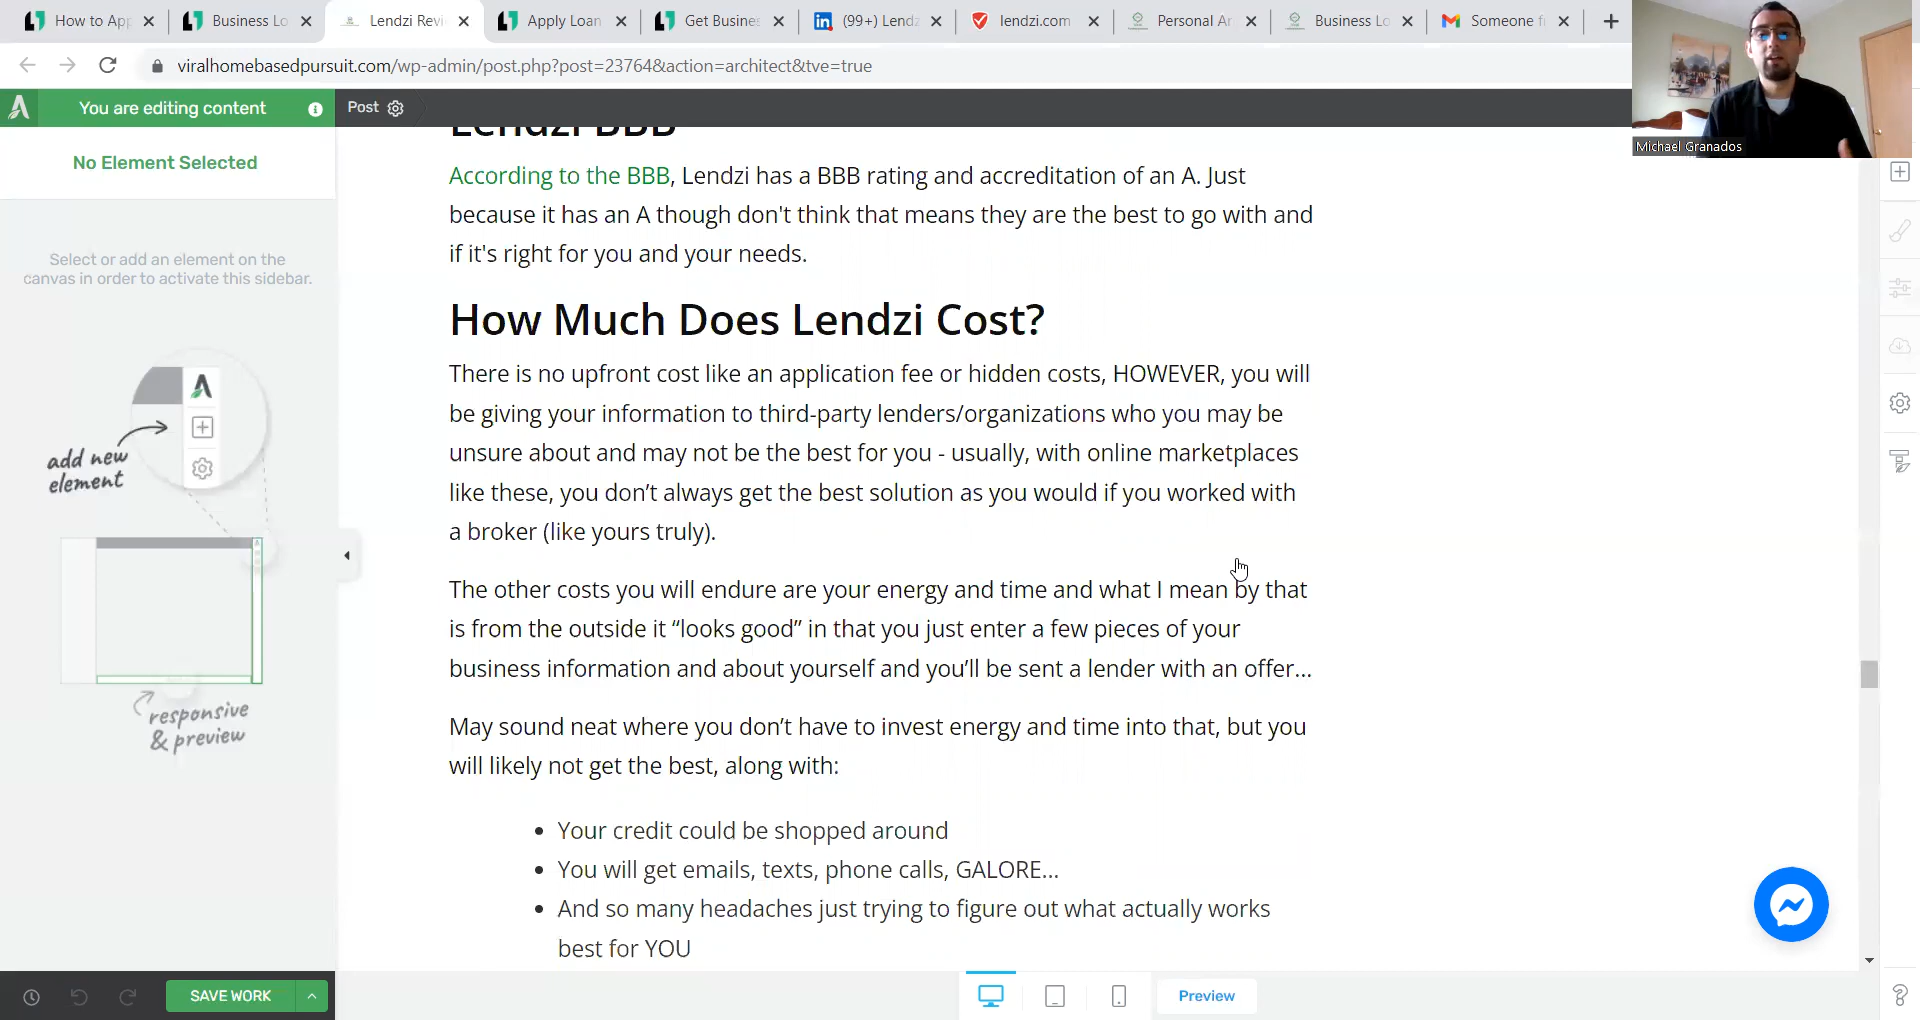 How to Ap
Business Lo
Lendzi Revi
Apply Loan
Get Busine
(99+) Lendz
lendzi.com
Personal An
Business Lo
Someone f
viralhomebasedpursuit.com/wp-admin/post.php?post=23764&action=architect&tve=true
You are editing content
Post
Michael Granados
No Element Selected
Select or add an element on the
canvas in order to activate this sidebar.
add new
element
responsive
& preview
SAVE WORK
Lendzi BBB
According to the BBB, Lendzi has a BBB rating and accreditation of an A. Just
because it has an A though don't think that means they are the best to go with and
if it's right for you and your needs.
How Much Does Lendzi Cost?
There is no upfront cost like an application fee or hidden costs, HOWEVER, you will
be giving your information to third-party lenders/organizations who you may be
unsure about and may not be the best for you - usually, with online marketplaces
like these, you don’t always get the best solution as you would if you worked with
a broker (like yours truly).
The other costs you will endure are your energy and time and what I mean by that
is from the outside it “looks good” in that you just enter a few pieces of your
business information and about yourself and you’ll be sent a lender with an offer...
May sound neat where you don’t have to invest energy and time into that, but you
will likely not get the best, along with:
• Your credit could be shopped around
• You will get emails, texts, phone calls, GALORE...
• And so many headaches just trying to figure out what actually works
best for YOU
Preview